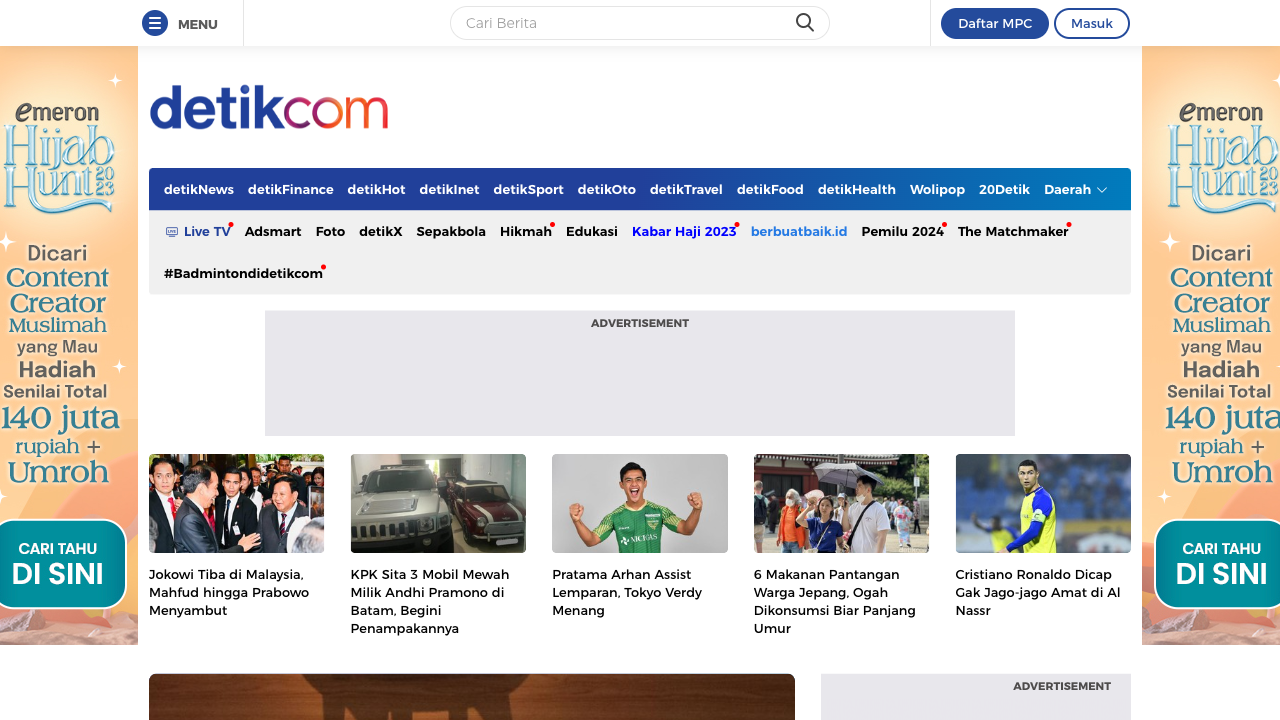 MENU
Cari Berita
Daftar MPC
Masuk
emeron
Hijab
Hunt 2023
Dicari
Content
Creator
Muslimah
yang Mau
Hadiah
Senilai Total
140 juta
rupiah +
Umroh
CARI TAHU
DI SINI
detikcom
detikNews detikFinance detikHot detikInet detikSport detikOto detikTravel detikFood detikHealth Wolipop 20Detik Daerah
Live TV Adsmart Foto detikX Sepakbola Hikmah Edukasi Kabar Haji 2023 berbuatbaik.id Pemilu 2024 The Matchmaker
#Badmintondidetikcom
ADVERTISEMENT
Jokowi Tiba di Malaysia,
Mahfud hingga Prabowo
Menyambut
KPK Sita 3 Mobil Mewah
Milik Andhi Pramono di
Batam, Begini
Penampakannya
Pratama Arhan Assist
Lemparan, Tokyo Verdy
Menang
6 Makanan Pantangan
Warga Jepang, Ogah
Dikonsumsi Biar Panjang
Umur
Cristiano Ronaldo Dicap
Gak Jago-jago Amat di Al
Nassr
ADVERTISEMENT
emeron
Hijab
Hunt 2023
Dicari
Content
Creator
Muslimah
yang Mau
Hadiah
Senilai Total
140 juta
rupiah +
Umroh
CARI TAHU
DI SINI